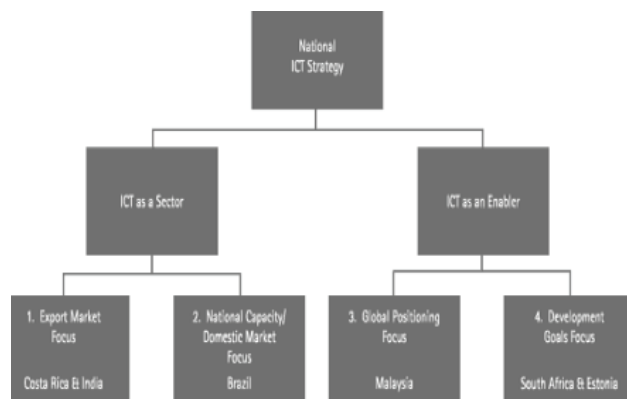 National
ICT Strategy
ICT as a Sector
ICT as an Enabler
1. Export Market
Focus
Costa Rica & India
2. National Capacity/
Domestic Market
Focus
Brazil
3. Global Positioning
Focus
Malaysia
4. Development
Goals Focus
South Africa & Estonia